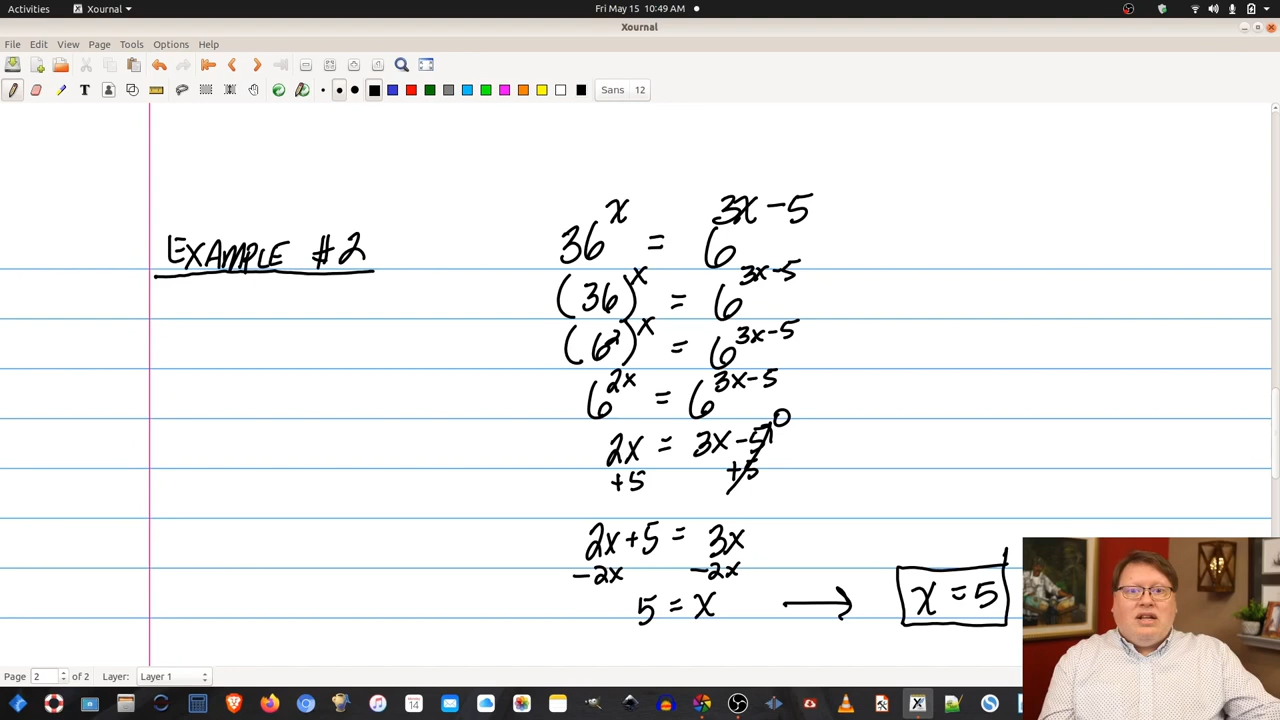 Activities Xournal Fri May 15 10:49 AM
Xournal
File Edit View Page Tools Options Help
Sans 12
EXAMPLE #2
36^x = 6^(3x-5)
(36)^x = 6^(3x-5)
(6^2)^x = 6^(3x-5)
6^(2x) = 6^(3x-5)
2x = 3x-5 0
+5 +5
2x+5 = 3x
-2x -2x
5 = x → x = 5
Page 2 of 2 Layer: Layer 1